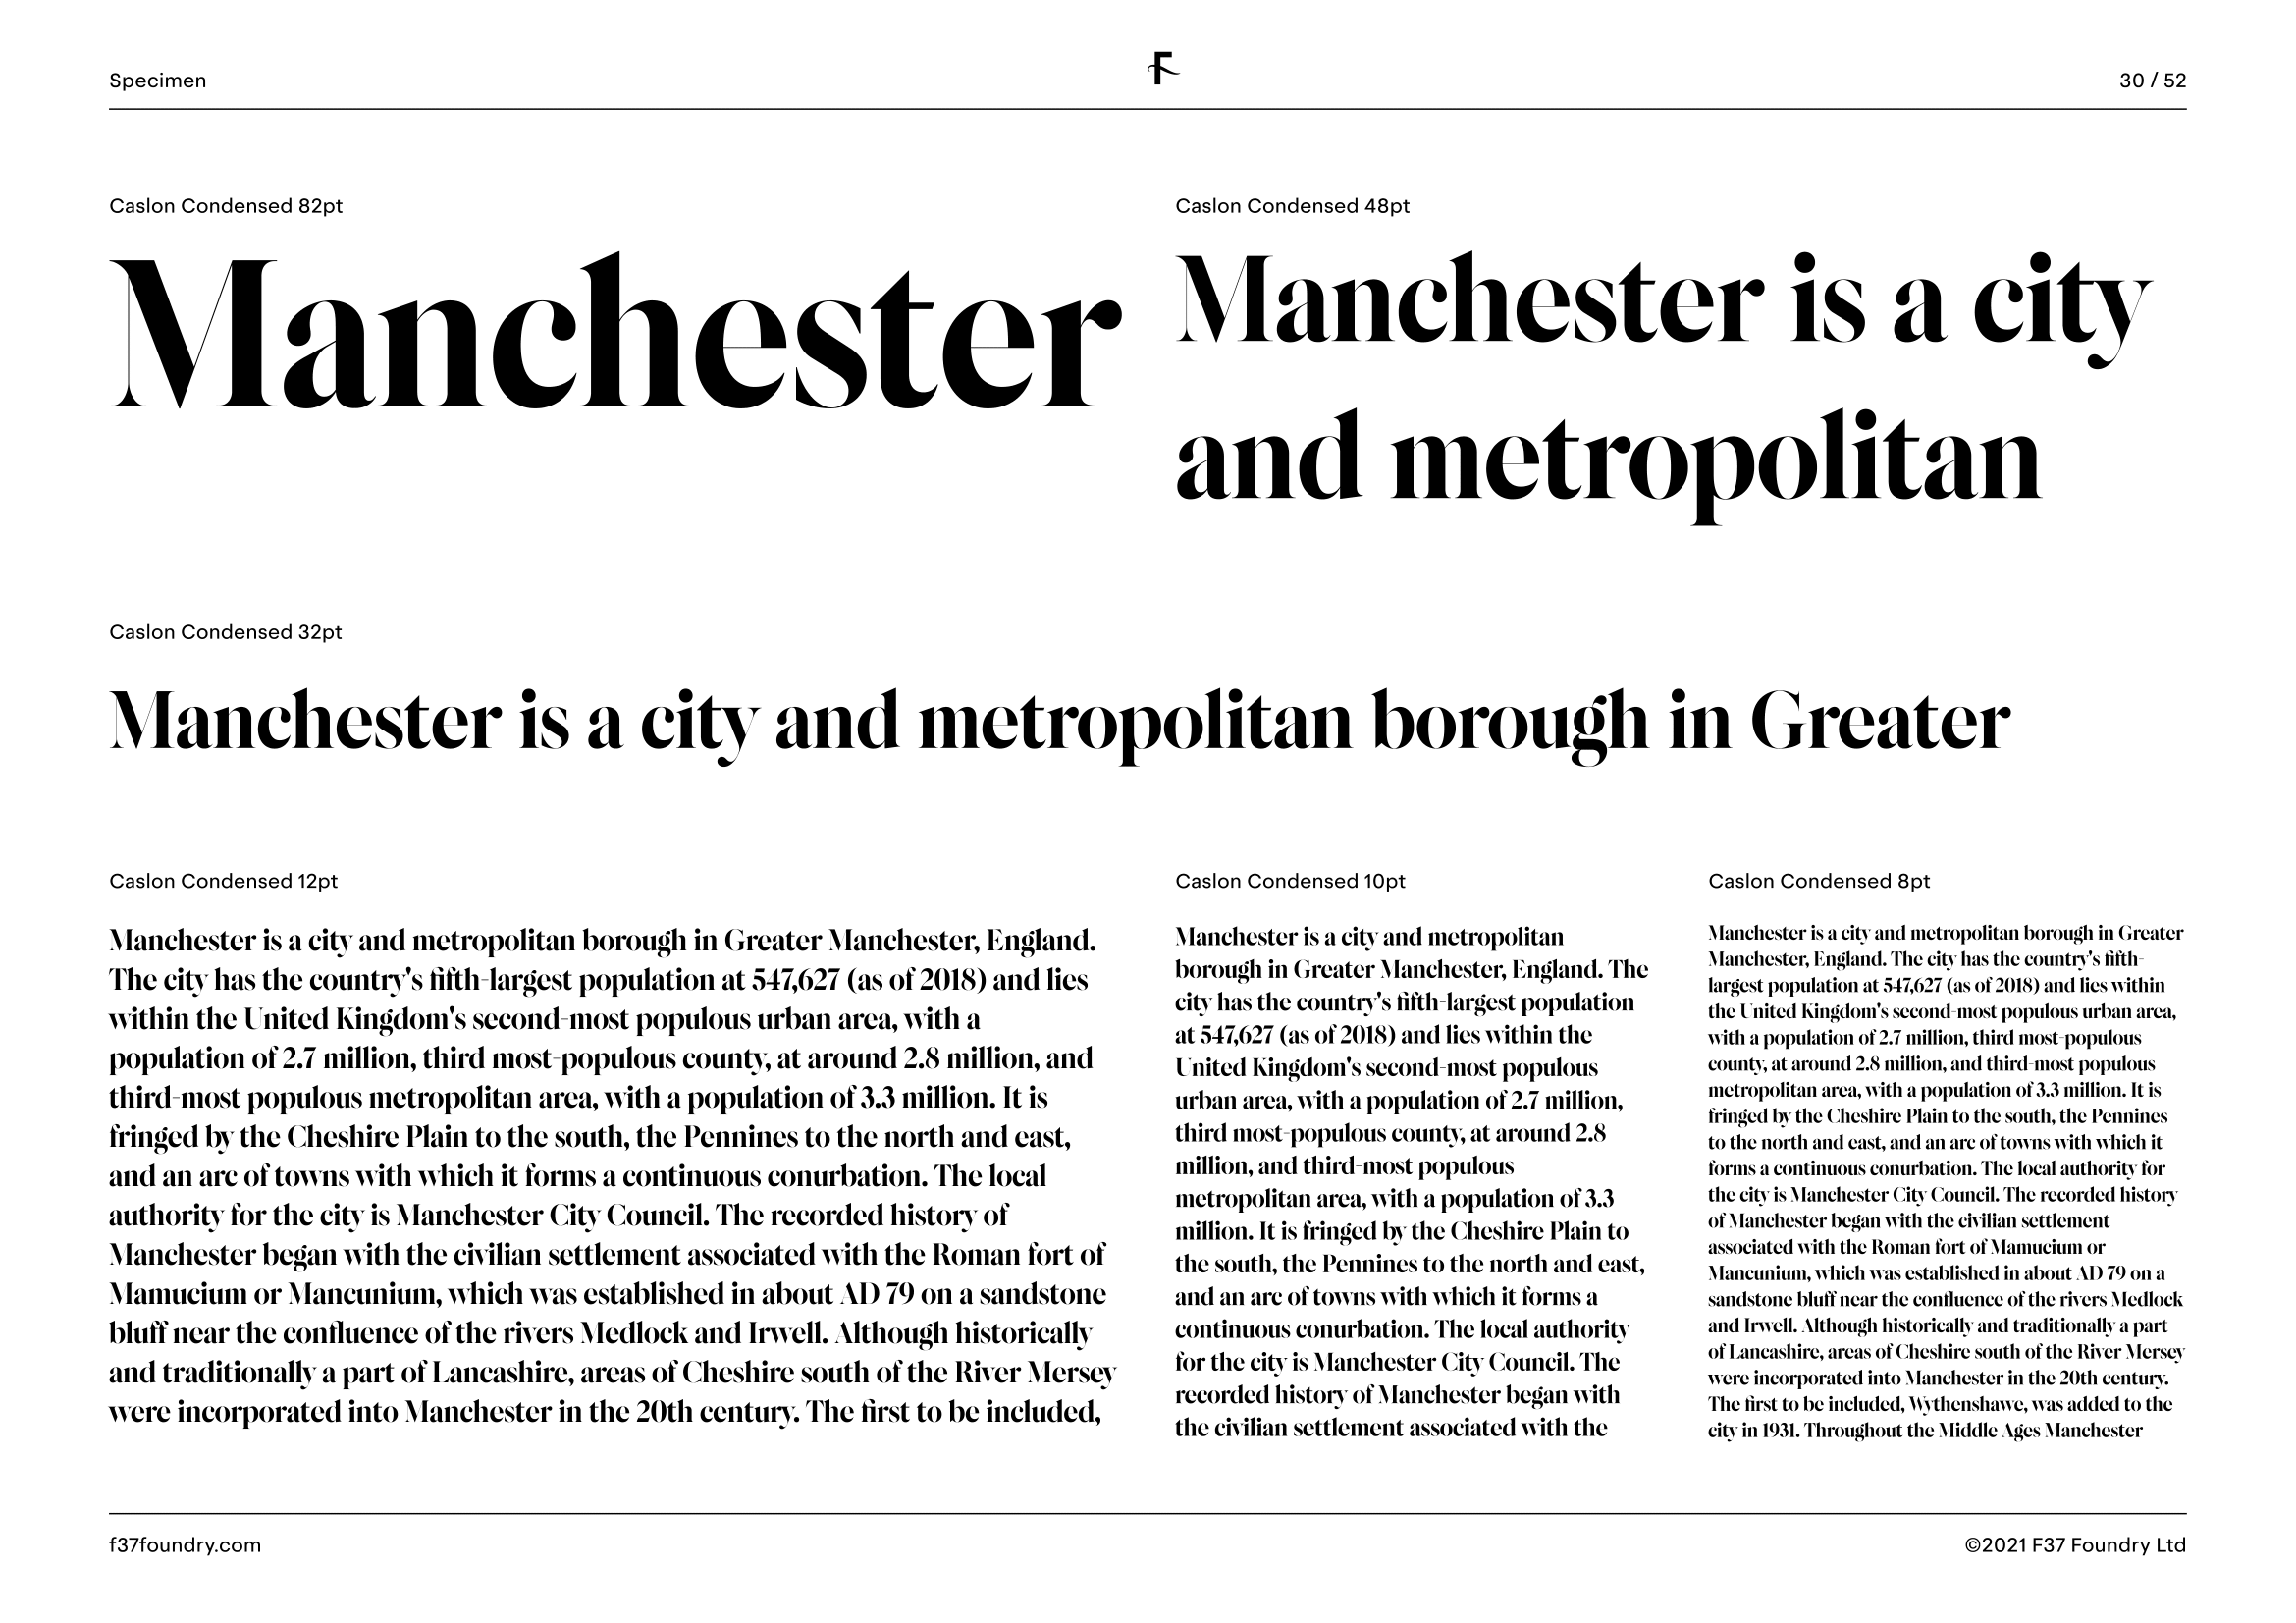 Specimen
F
30 / 52
Caslon Condensed 82pt
Manchester
Caslon Condensed 48pt
Manchester is a city
and metropolitan
Caslon Condensed 32pt
Manchester is a city and metropolitan borough in Greater
Caslon Condensed 12pt
Manchester is a city and metropolitan borough in Greater Manchester, England.
The city has the country's fifth-largest population at 547,627 (as of 2018) and lies
within the United Kingdom's second-most populous urban area, with a
population of 2.7 million, third most-populous county, at around 2.8 million, and
third-most populous metropolitan area, with a population of 3.3 million. It is
fringed by the Cheshire Plain to the south, the Pennines to the north and east,
and an arc of towns with which it forms a continuous conurbation. The local
authority for the city is Manchester City Council. The recorded history of
Manchester began with the civilian settlement associated with the Roman fort of
Mamucium or Mancunium, which was established in about AD 79 on a sandstone
bluff near the confluence of the rivers Medlock and Irwell. Although historically
and traditionally a part of Lancashire, areas of Cheshire south of the River Mersey
were incorporated into Manchester in the 20th century. The first to be included,
Caslon Condensed 10pt
Manchester is a city and metropolitan
borough in Greater Manchester, England. The
city has the country's fifth-largest population
at 547,627 (as of 2018) and lies within the
United Kingdom's second-most populous
urban area, with a population of 2.7 million,
third most-populous county, at around 2.8
million, and third-most populous
metropolitan area, with a population of 3.3
million. It is fringed by the Cheshire Plain to
the south, the Pennines to the north and east,
and an arc of towns with which it forms a
continuous conurbation. The local authority
for the city is Manchester City Council. The
recorded history of Manchester began with
the civilian settlement associated with the
Caslon Condensed 8pt
Manchester is a city and metropolitan borough in Greater
Manchester, England. The city has the country's fifth-
largest population at 547,627 (as of 2018) and lies within
the United Kingdom's second-most populous urban area,
with a population of 2.7 million, third most-populous
county, at around 2.8 million, and third-most populous
metropolitan area, with a population of 3.3 million. It is
fringed by the Cheshire Plain to the south, the Pennines
to the north and east, and an arc of towns with which it
forms a continuous conurbation. The local authority for
the city is Manchester City Council. The recorded history
of Manchester began with the civilian settlement
associated with the Roman fort of Mamucium or
Mancunium, which was established in about AD 79 on a
sandstone bluff near the confluence of the rivers Medlock
and Irwell. Although historically and traditionally a part
of Lancashire, areas of Cheshire south of the River Mersey
were incorporated into Manchester in the 20th century.
The first to be included, Wythenshawe, was added to the
city in 1931. Throughout the Middle Ages Manchester
f37foundry.com
©2021 F37 Foundry Ltd